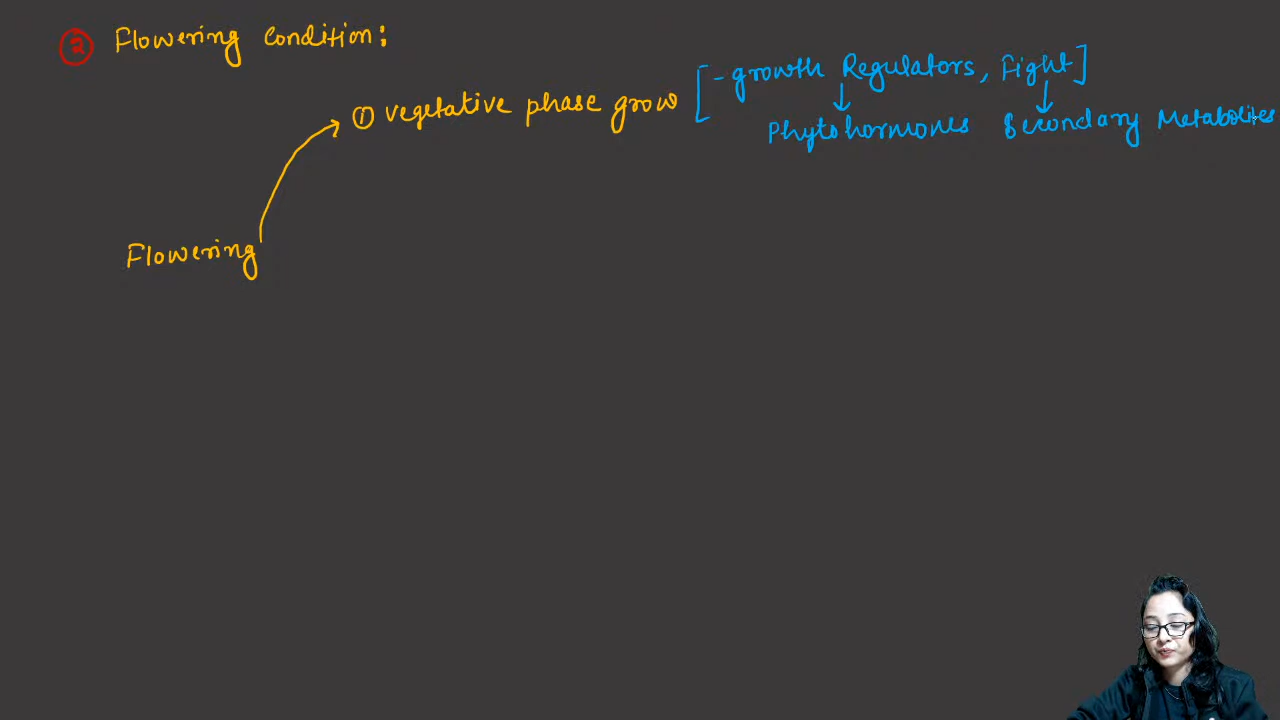 ② Flowering Condition:
① vegetative phase grow [-growth Regulators, Fight]
Phytohormones Secondary Metabolites
Flowering